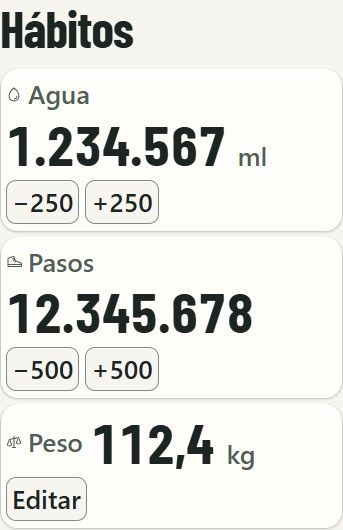 Hábitos
Agua
1.234.567 ml
−250 +250
Pasos
12.345.678
−500 +500
Peso 112,4 kg
Editar